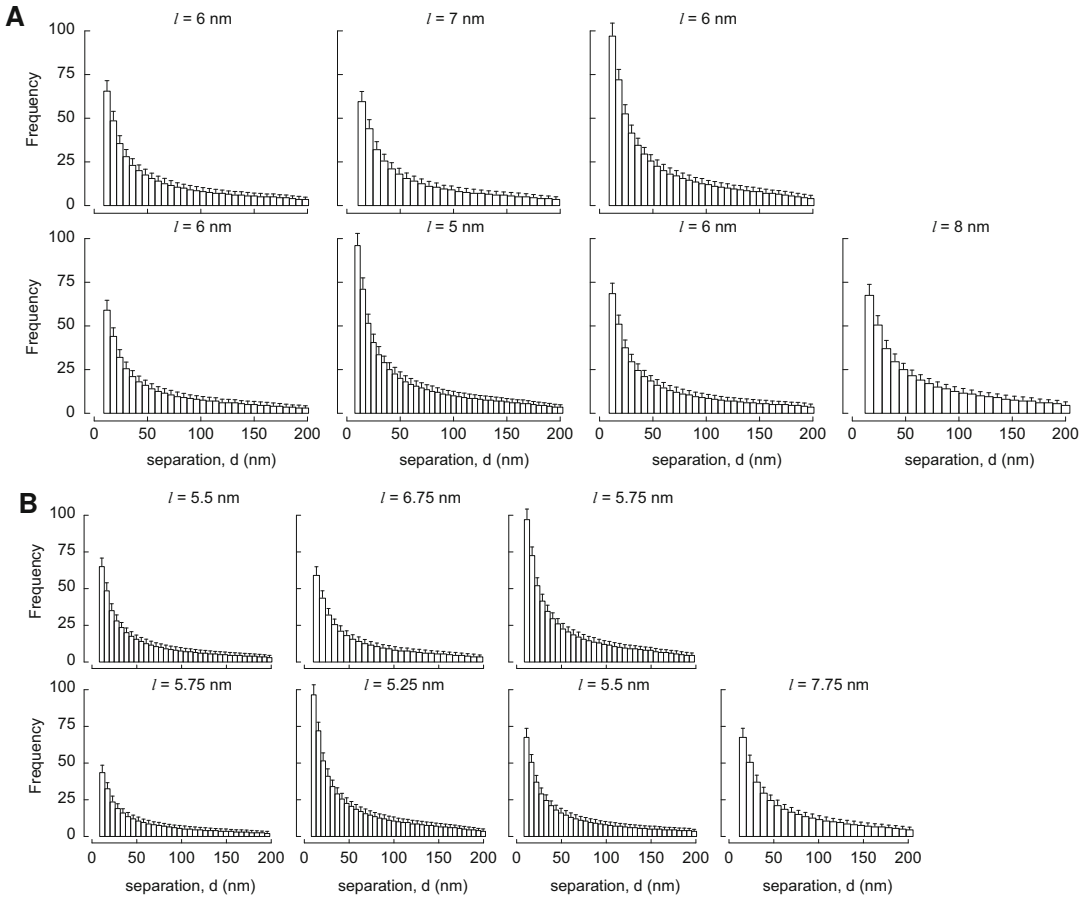 A
l = 6 nm
l = 7 nm
l = 6 nm
100
75
50
25
0
Frequency
l = 6 nm
l = 5 nm
l = 6 nm
l = 8 nm
100
75
50
25
0
Frequency
0 50 100 150 200
0 50 100 150 200
0 50 100 150 200
0 50 100 150 200
separation, d (nm)
separation, d (nm)
separation, d (nm)
separation, d (nm)
B
l = 5.5 nm
l = 6.75 nm
l = 5.75 nm
100
75
50
25
0
Frequency
l = 5.75 nm
l = 5.25 nm
l = 5.5 nm
l = 7.75 nm
100
75
50
25
0
Frequency
0 50 100 150 200
0 50 100 150 200
0 50 100 150 200
0 50 100 150 200
separation, d (nm)
separation, d (nm)
separation, d (nm)
separation, d (nm)